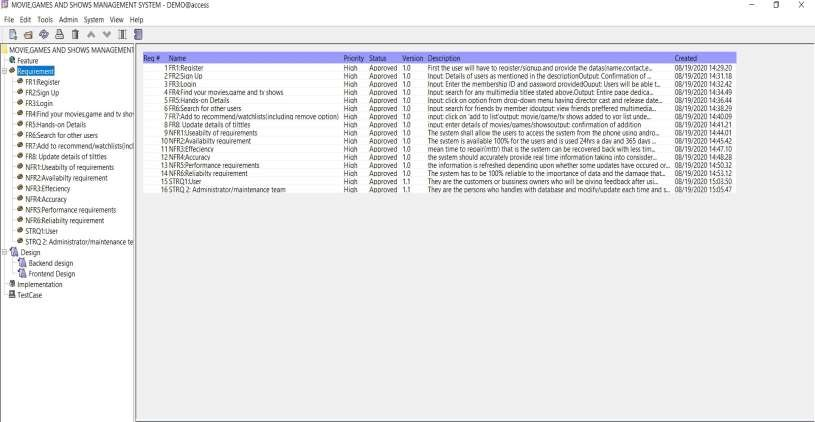 MOVIE,GAMES AND SHOWS MANAGEMENT SYSTEM - DEMO@access
File Edit Tools Admin System View Help
MOVIE,GAMES AND SHOWS MANAGEMENT
Feature
Requirement
FR1:Register
FR2:Sign Up
FR3:Login
FR4:Find your movies,game and tv shov
FR5:Hands-on Details
FR6:Search for other users
FR7:Add to recommend/watchlists(incl
FR8: Update details of tilttles
NFR1:Useabilty of requirements
NFR2:Availabilty requirement
NFR3:Effeciency
NFR4:Accuracy
NFR5:Performance requirements
NFR6:Reliabilty requirement
STRQ1:User
STRQ 2: Administrator/maintenance te
Design
Backend design
Frontend Design
Implementation
TestCase
Req # Name Priority Status Version Description Created
1 FR1:Register High Approved 1.0 First the user will have to register/signup,and provide the datas(name,contact,e... 08/19/2020 14:29.20
2 FR2:Sign Up High Approved 1.0 Input: Details of users as mentioned in the descriptionOutput: Confirmation of ... 08/19/2020 14:31.18
3 FR3:Login High Approved 1.0 Input: Enter the membership ID and password providedOuput: Users will be able t... 08/19/2020 14:32.42
4 FR4:Find your movies,game and tv shows High Approved 1.0 Input: search for any multimedia titlee stated above.Output: Entire page dedica... 08/19/2020 14:34.49
5 FR5:Hands-on Details High Approved 1.0 Input: click on option from drop-down menu having director cast and release date... 08/19/2020 14:36.44
6 FR6:Search for other users High Approved 1.0 Input: search for friends by member idoutput: view friends preffered multimedia... 08/19/2020 14:38.29
7 FR7:Add to recommend/watchlists(including remove option) High Approved 1.0 input: click on 'add to list'output: movie/game/tv shows added to yor list unde... 08/19/2020 14:40.09
8 FR8: Update details of tilttles High Approved 1.0 input: enter details of movies/games/showsoutput: confirmation of addition 08/19/2020 14:41.21
9 NFR1:Useabilty of requirements High Approved 1.0 The system shall allow the users to access the system from the phone using andro... 08/19/2020 14:44.01
10 NFR2:Availabilty requirement High Approved 1.0 The system is available 100% for the users and is used 24hrs a day and 365 days ... 08/19/2020 14:45.42
11 NFR3:Effeciency High Approved 1.0 mean time to repair(mttr) that is the system can be recovered back with less tim... 08/19/2020 14:47.10
12 NFR4:Accuracy High Approved 1.0 the system should accurately provide real time information taking into consider... 08/19/2020 14:48.28
13 NFR5:Performance requirements High Approved 1.0 the information is refreshed depending upon whether some updates have occured or... 08/19/2020 14:50.32
14 NFR6:Reliabilty requirement High Approved 1.0 The system has to be 100% reliable to the importance of data and the damage that... 08/19/2020 14:53.12
15 STRQ1:User High Approved 1.1 They are the customers or bussiness owners who will be giving feedback after usi... 08/19/2020 15:03.50
16 STRQ 2: Administrator/maintenance team High Approved 1.1 They are the persons who handles with database and modify/update each time and s... 08/19/2020 15:05.47